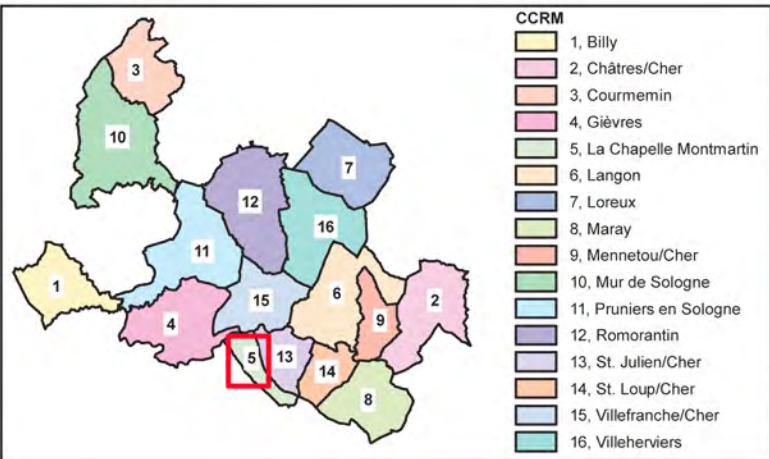 CCRM
1, Billy
2, Châtres/Cher
3, Courmemin
4, Gièvres
5, La Chapelle Montmartin
6, Langon
7, Loreux
8, Maray
9, Mennetou/Cher
10, Mur de Sologne
11, Pruniers en Sologne
12, Romorantin
13, St. Julien/Cher
14, St. Loup/Cher
15, Villefranche/Cher
16, Villeherviers
3
10
7
12
16
11
1
15
6
2
4
9
5
13
14
8